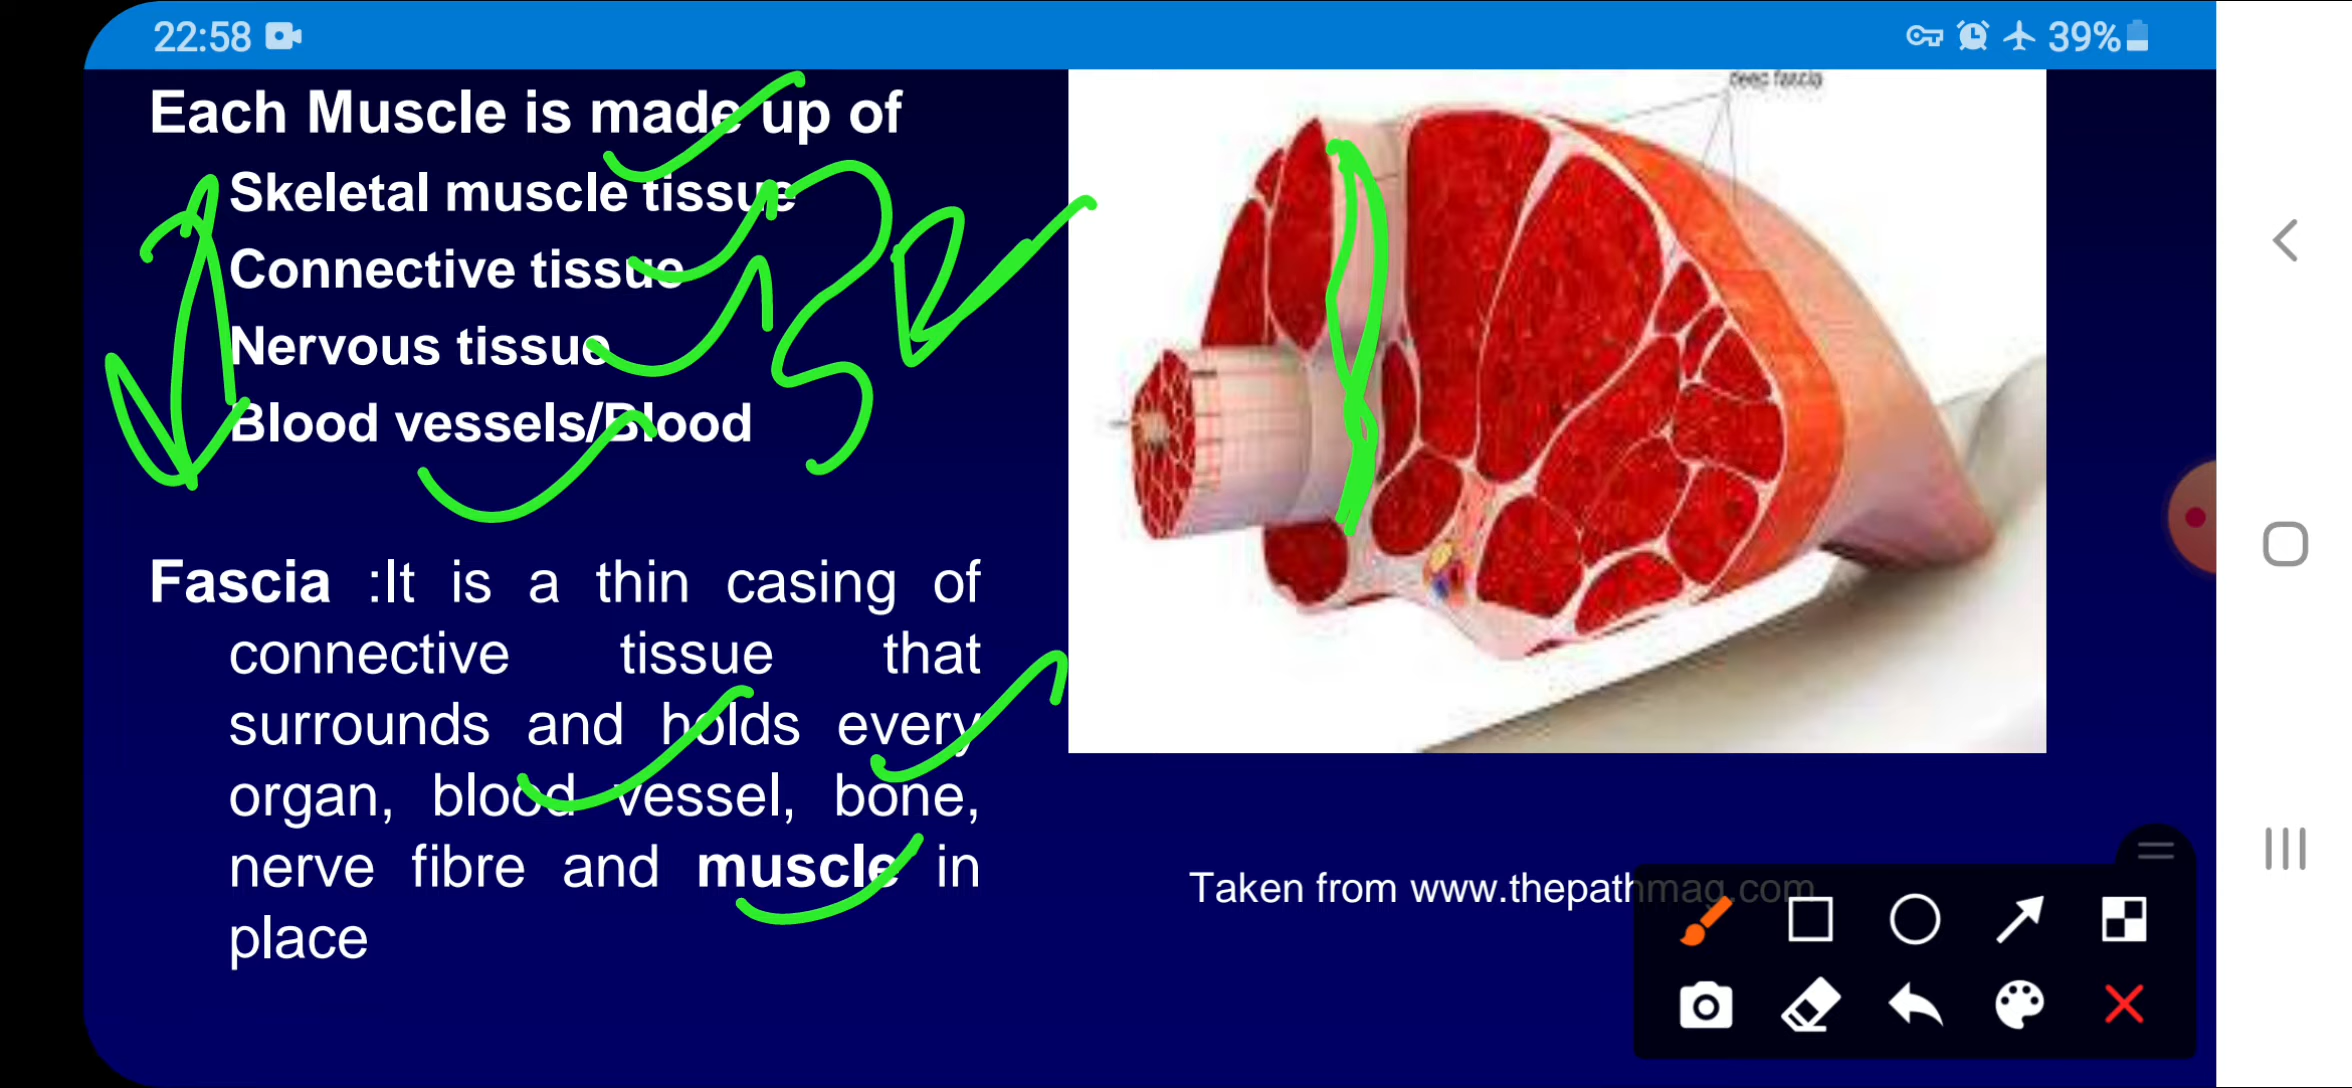 22:58
39%
Each Muscle is made up of
Skeletal muscle tissue
Connective tissue
Nervous tissue
Blood vessels/Blood
Fascia :It is a thin casing of
connective tissue that
surrounds and holds every
organ, blood vessel, bone,
nerve fibre and muscle in
place
deep fascia
Taken from www.thepathmag.com